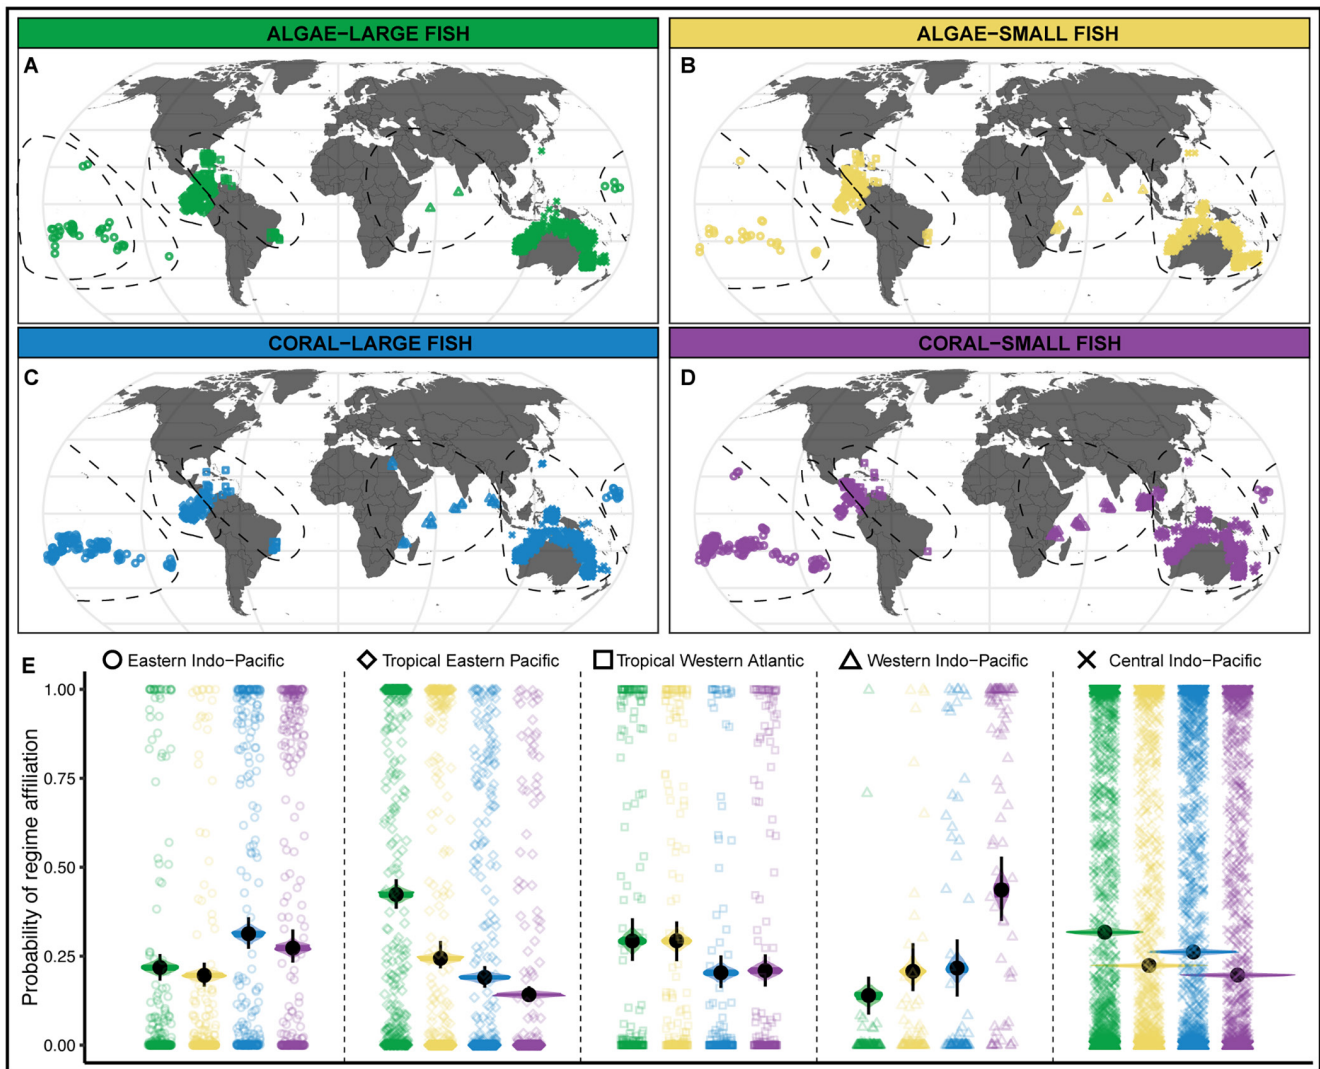 ALGAE−LARGE FISH
ALGAE−SMALL FISH
A
B
CORAL−LARGE FISH
CORAL−SMALL FISH
C
D
E
Eastern Indo−Pacific
Tropical Eastern Pacific
Tropical Western Atlantic
Western Indo−Pacific
Central Indo−Pacific
Probability of regime affiliation
1.00
0.75
0.50
0.25
0.00